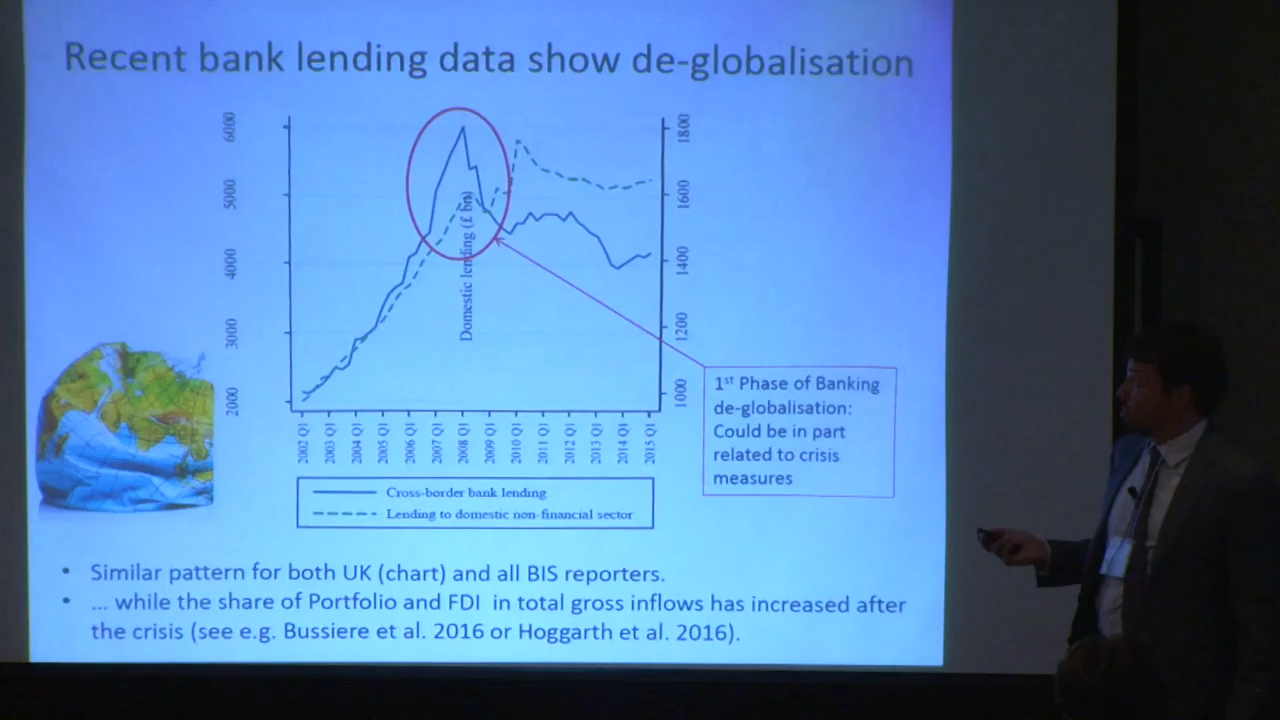 Recent bank lending data show de-globalisation
6000
5000
4000
3000
2000
Domestic lending (£ bn)
1800
1600
1400
1200
1000
2002 Q1
2003 Q1
2004 Q1
2005 Q1
2006 Q1
2007 Q1
2008 Q1
2009 Q1
2010 Q1
2011 Q1
2012 Q1
2013 Q1
2014 Q1
2015 Q1
Cross-border bank lending
Lending to domestic non-financial sector
1st Phase of Banking
de-globalisation:
Could be in part
related to crisis
measures
• Similar pattern for both UK (chart) and all BIS reporters.
• ... while the share of Portfolio and FDI in total gross inflows has increased after
the crisis (see e.g. Bussiere et al. 2016 or Hoggarth et al. 2016).